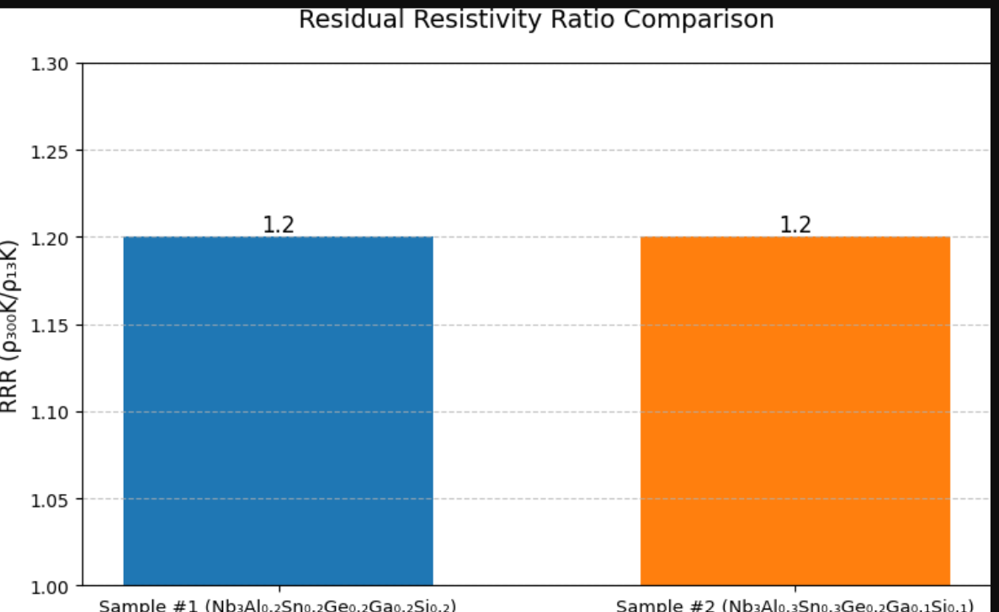 Residual Resistivity Ratio Comparison
1.30
1.25
1.20
1.15
1.10
1.05
1.00
RRR (ρ₃₀₀K/ρ₁₃K)
1.2
1.2
Sample #1 (Nb₃Al₀.₂Sn₀.₂Ge₀.₂Ga₀.₂Si₀.₂)
Sample #2 (Nb₃Al₀.₃Sn₀.₃Ge₀.₂Ga₀.₁Si₀.₁)